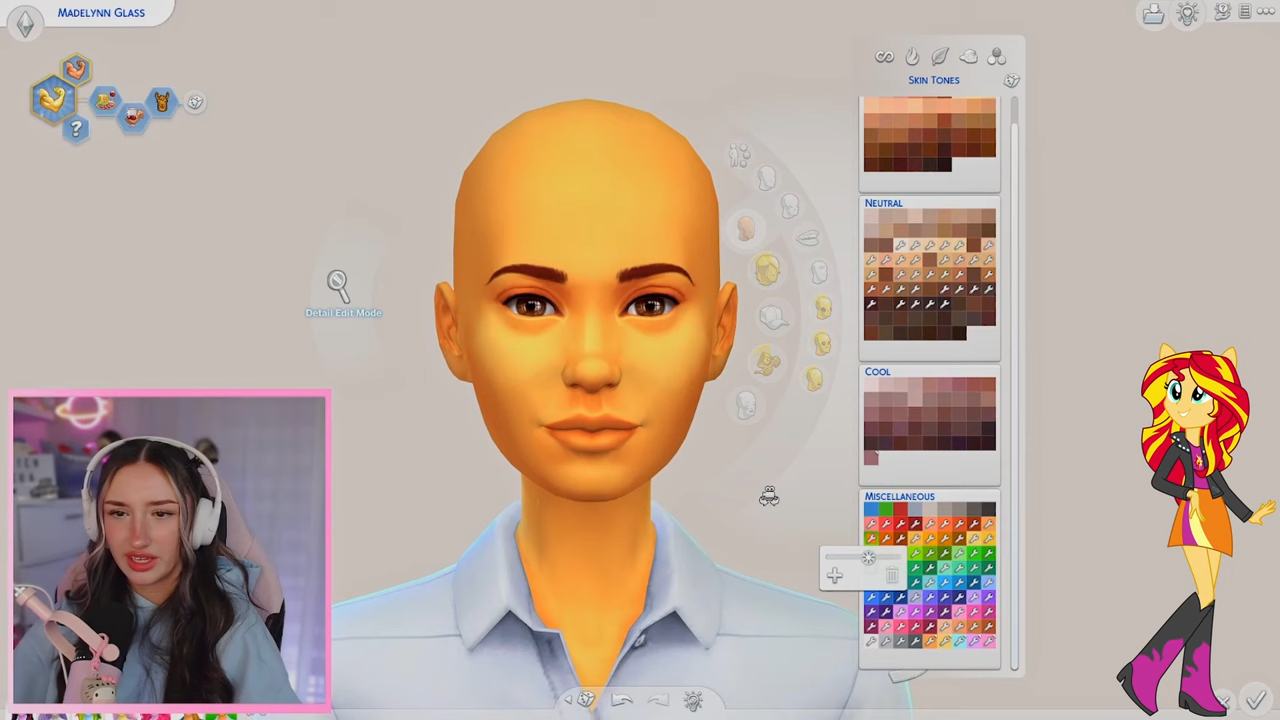 Madelynn Glass
Skin Tones
Neutral
Detail Edit Mode
Cool
Miscellaneous